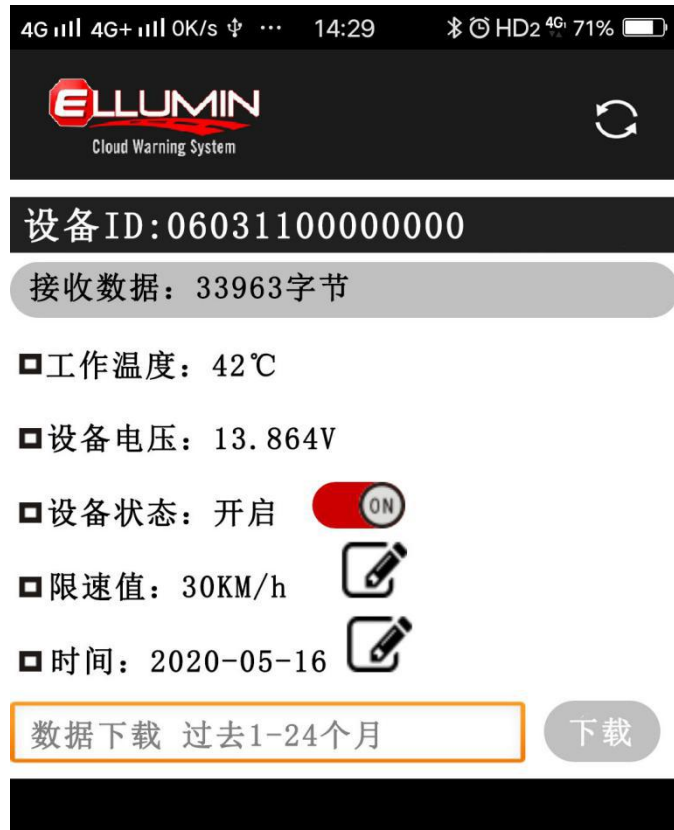 4G 4G+ 0K/s ··· 14:29 HD2 4G 71%
ELLUMIN
Cloud Warning System
设备ID:06031100000000
接收数据：33963字节
工作温度：42℃
设备电压：13.864V
设备状态：开启 ON
限速值：30KM/h
时间：2020-05-16
数据下载 过去1-24个月 下载